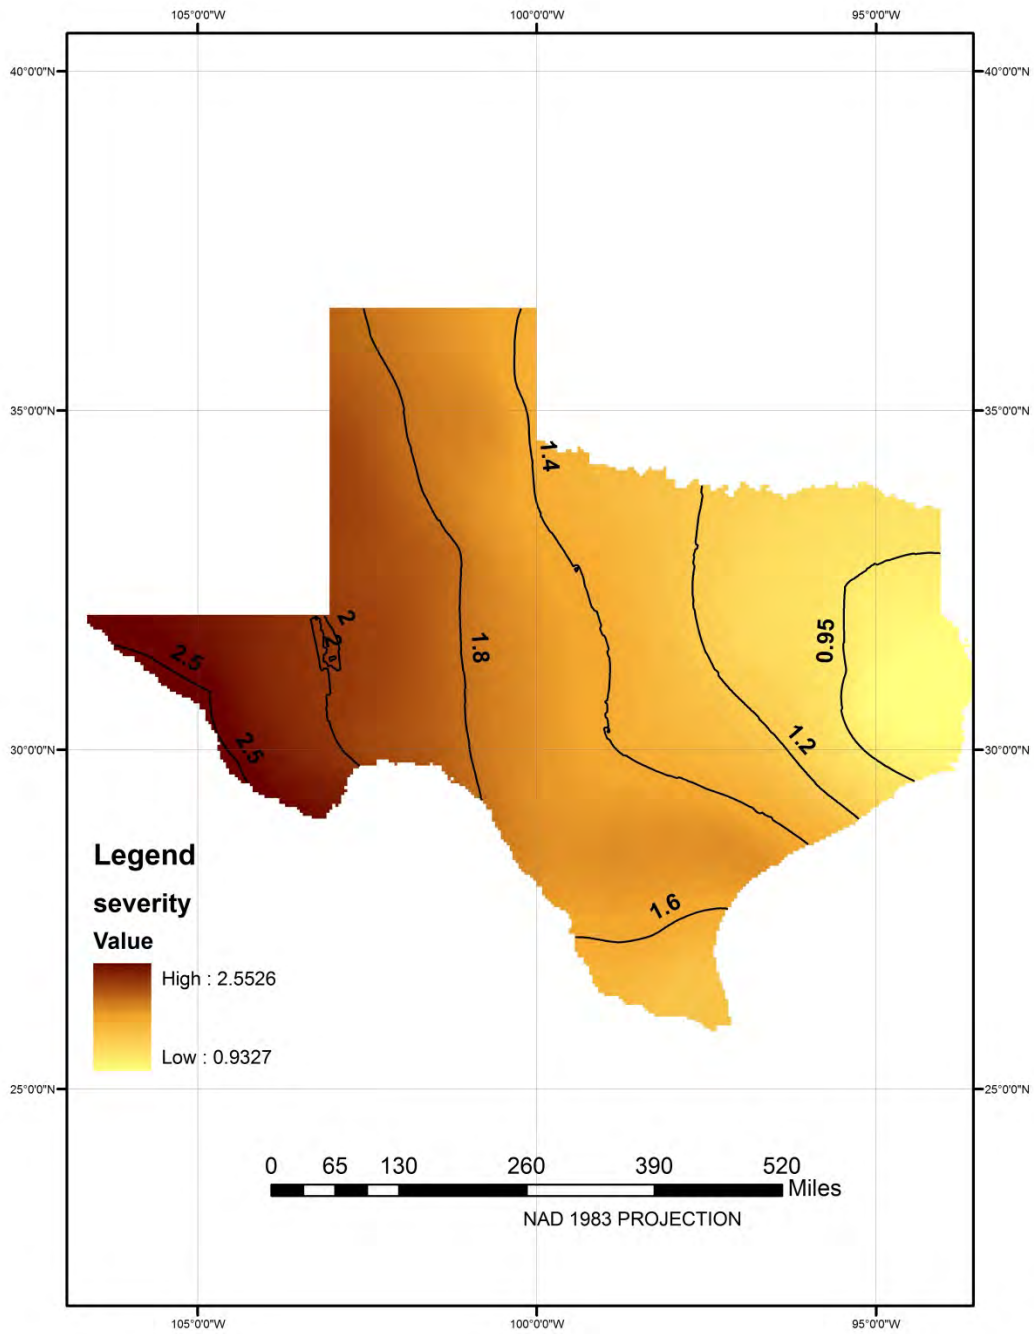 105°0'0"W 100°0'0"W 95°0'0"W
40°0'0"N 40°0'0"N
35°0'0"N 35°0'0"N
1.4
2
2
1.8
0.95
2.5
2.5
1.2
30°0'0"N 30°0'0"N
1.6
Legend
severity
Value
High : 2.5526
Low : 0.9327
25°0'0"N 25°0'0"N
0 65 130 260 390 520
Miles
NAD 1983 PROJECTION
105°0'0"W 100°0'0"W 95°0'0"W